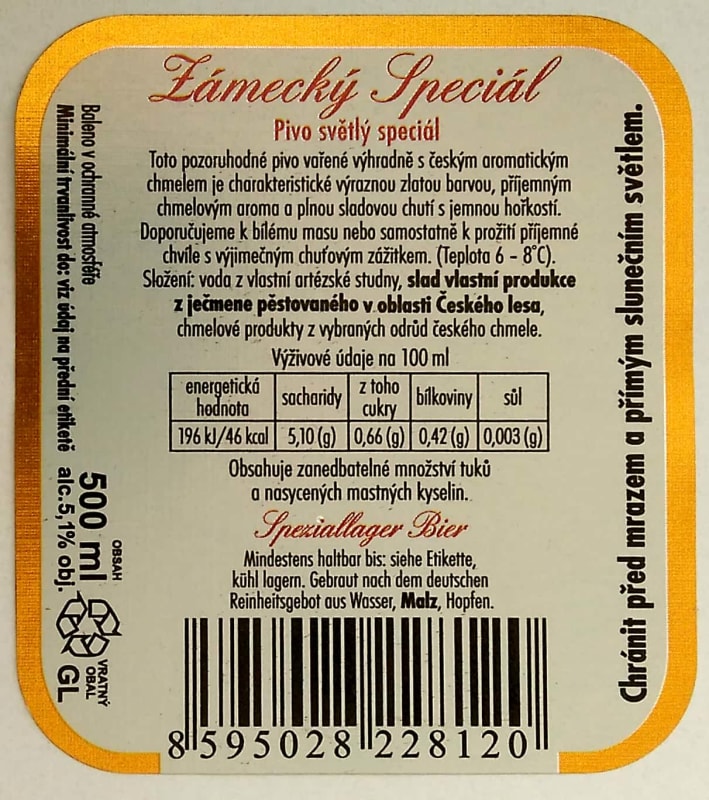 Zámecký Speciál
Pivo světlý speciál
Toto pozoruhodné pivo vařené výhradně s českým aromatickým
chmelem je charakteristické výraznou zlatou barvou, příjemným
chmelovým aroma a plnou sladovou chutí s jemnou hořkostí.
Doporučujeme k bílému masu nebo samostatně k prožití příjemné
chvíle s výjimečným chuťovým zážitkem. (Teplota 6 - 8°C).
Složení: voda z vlastní artézské studny, slad vlastní produkce
z ječmene pěstovaného v oblasti Českého lesa,
chmelové produkty z vybraných odrůd českého chmele.
Výživové údaje na 100 ml
energetická hodnota sacharidy z toho cukry bílkoviny sůl
196 kJ/46 kcal 5,10 (g) 0,66 (g) 0,42 (g) 0,003 (g)
Obsahuje zanedbatelné množství tuků
a nasycených mastných kyselin.
Speziallager Bier
Mindestens haltbar bis: siehe Etikette,
kühl lagern. Gebraut nach dem deutschen
Reinheitsgebot aus Wasser, Malz, Hopfen.
8 595028 228120
Baleno v ochranné atmosféře
Minimální trvanlivost do: viz údaj na přední etiketě
OBSAH
500 ml
alc. 5,1% obj.
VRATNÝ
OBAL
GL
Chránit před mrazem a přímým slunečním světlem.